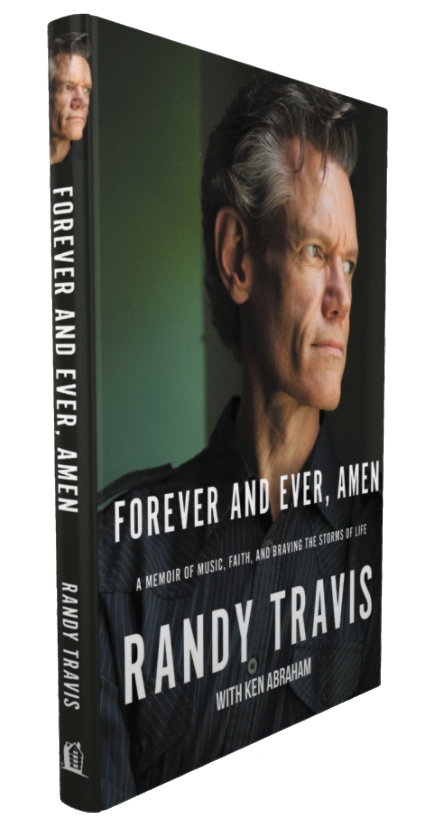 FOREVER AND EVER, AMEN
RANDY TRAVIS
FOREVER AND EVER, AMEN
A MEMOIR OF MUSIC, FAITH, AND BRAVING THE STORMS OF LIFE
RANDY TRAVIS
WITH KEN ABRAHAM